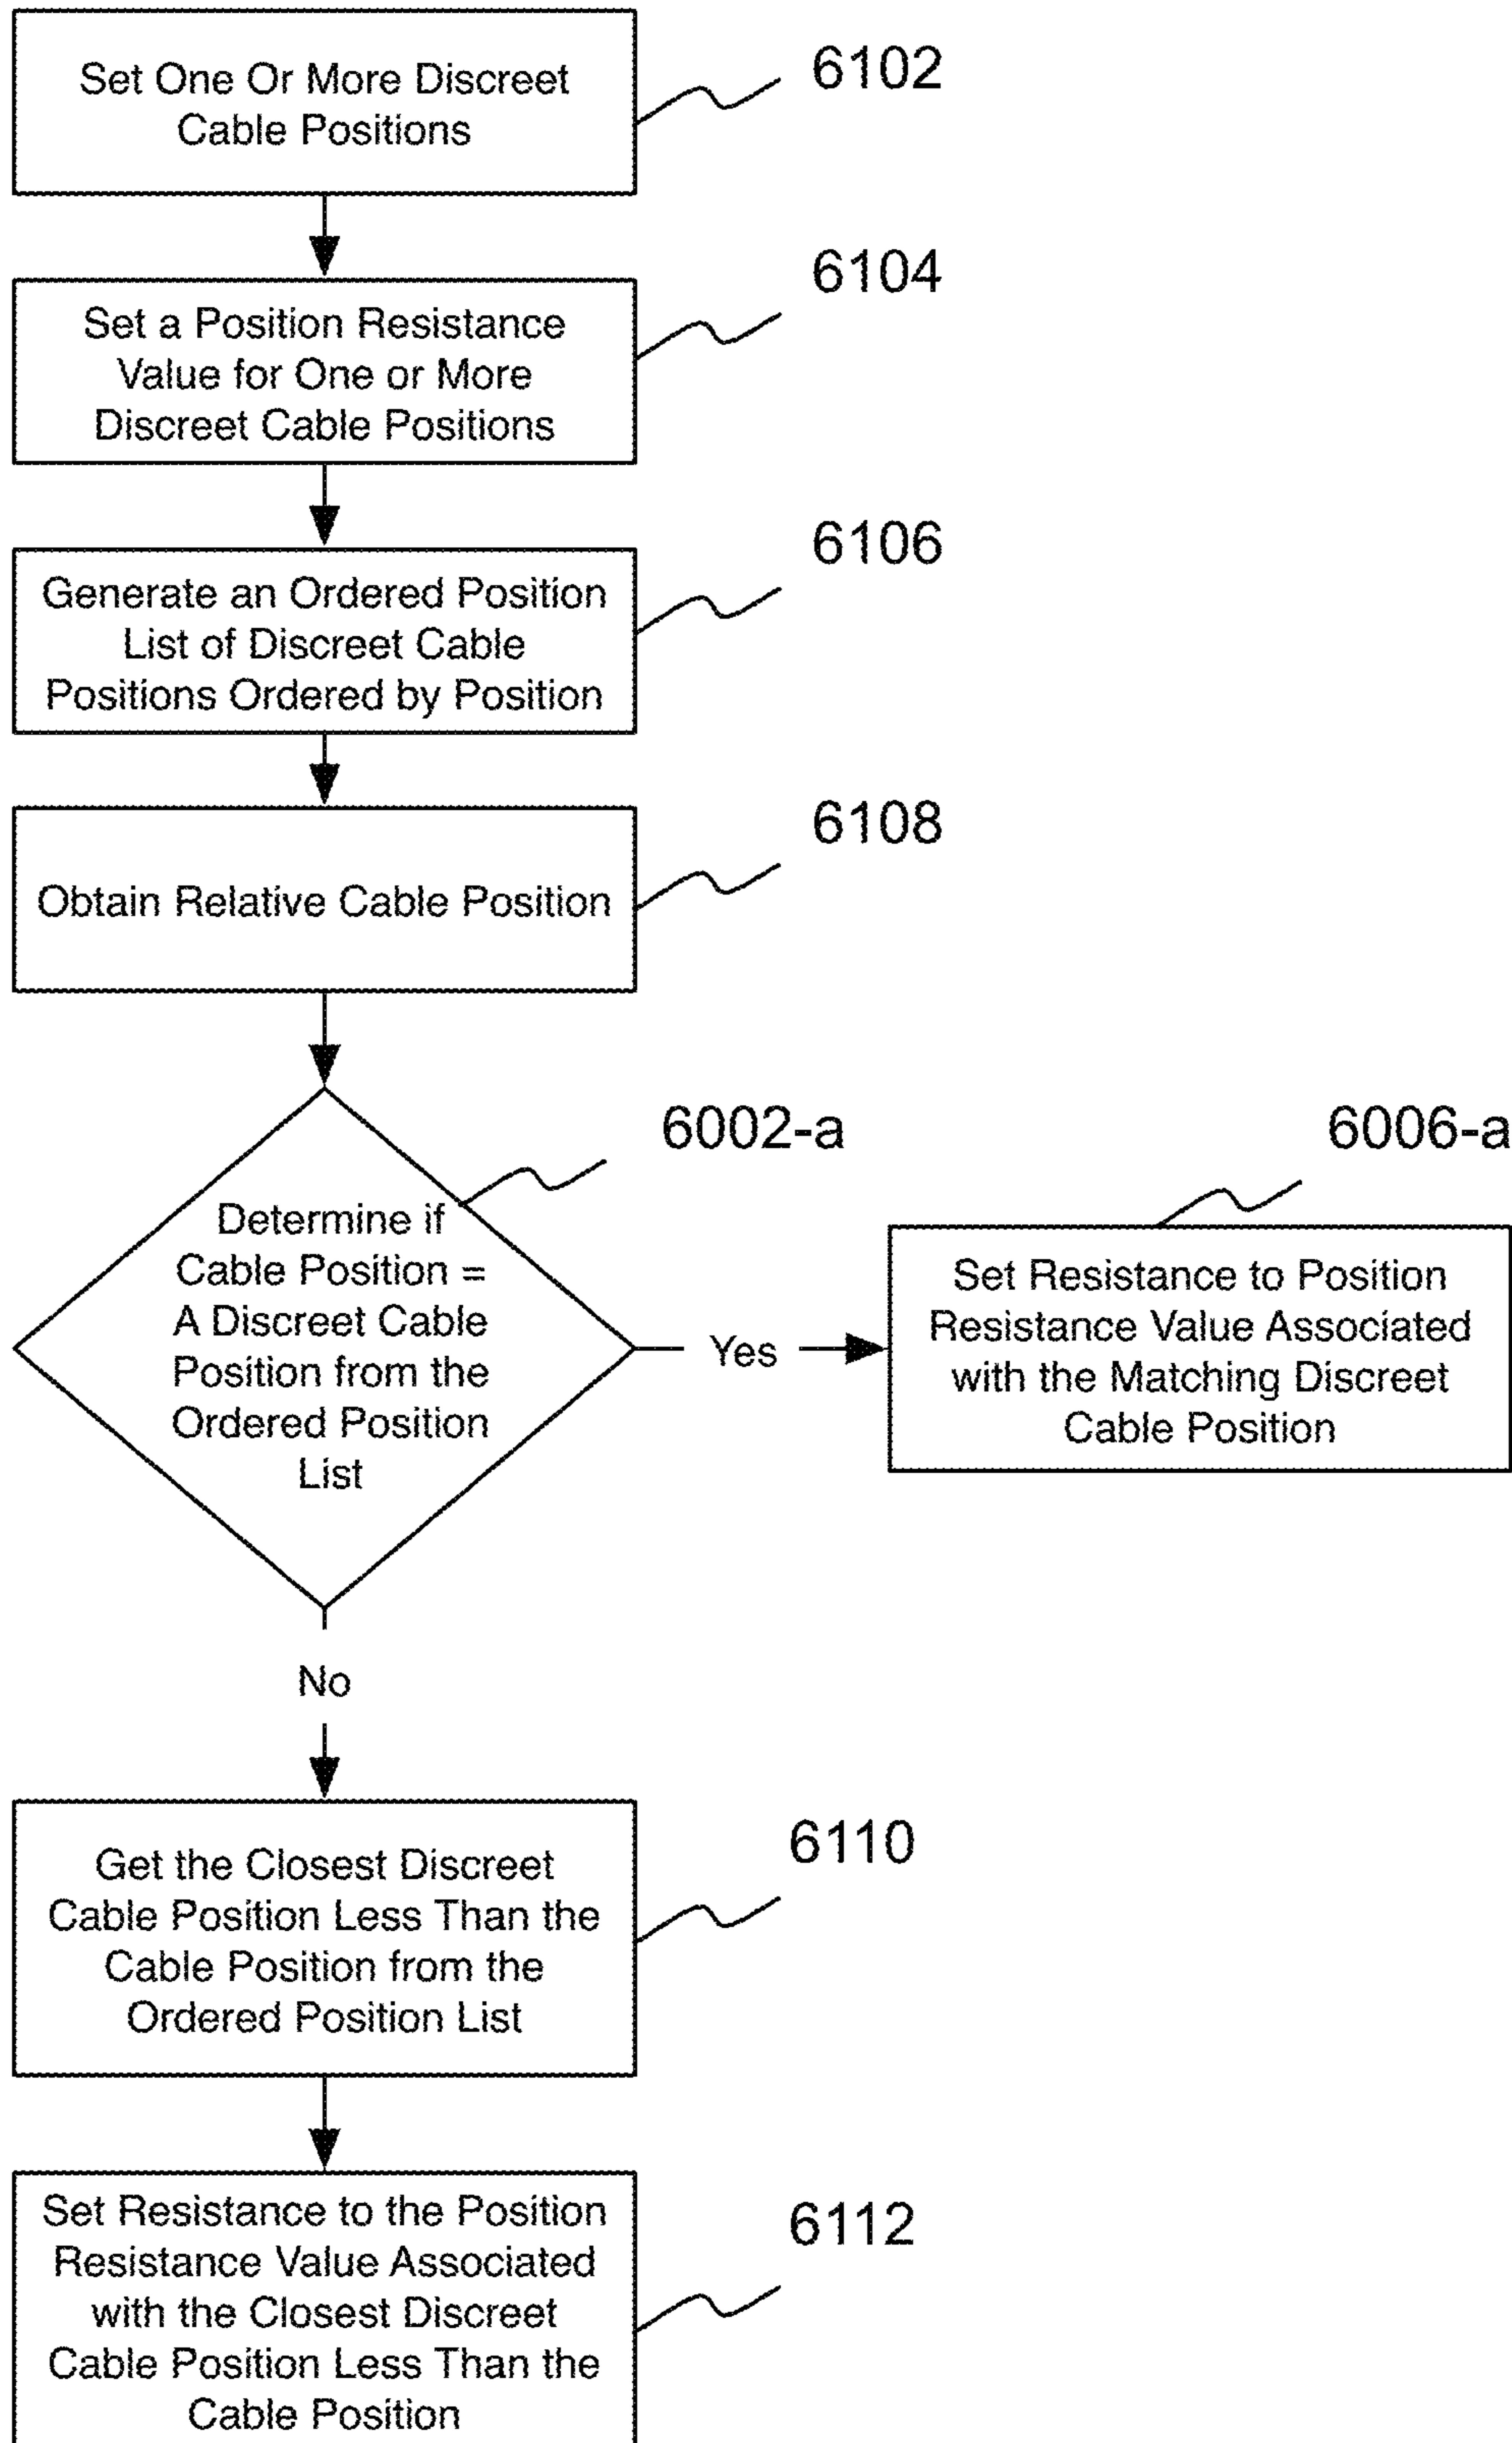 Set One Or More Discreet
Cable Positions
6102
Set a Position Resistance
Value for One or More
Discreet Cable Positions
6104
Generate an Ordered Position
List of Discreet Cable
Positions Ordered by Position
6106
Obtain Relative Cable Position
6108
Determine if
Cable Position =
A Discreet Cable
Position from the
Ordered Position
List
6002-a
Yes
Set Resistance to Position
Resistance Value Associated
with the Matching Discreet
Cable Position
6006-a
No
Get the Closest Discreet
Cable Position Less Than the
Cable Position from the
Ordered Position List
6110
Set Resistance to the Position
Resistance Value Associated
with the Closest Discreet
Cable Position Less Than the
Cable Position
6112